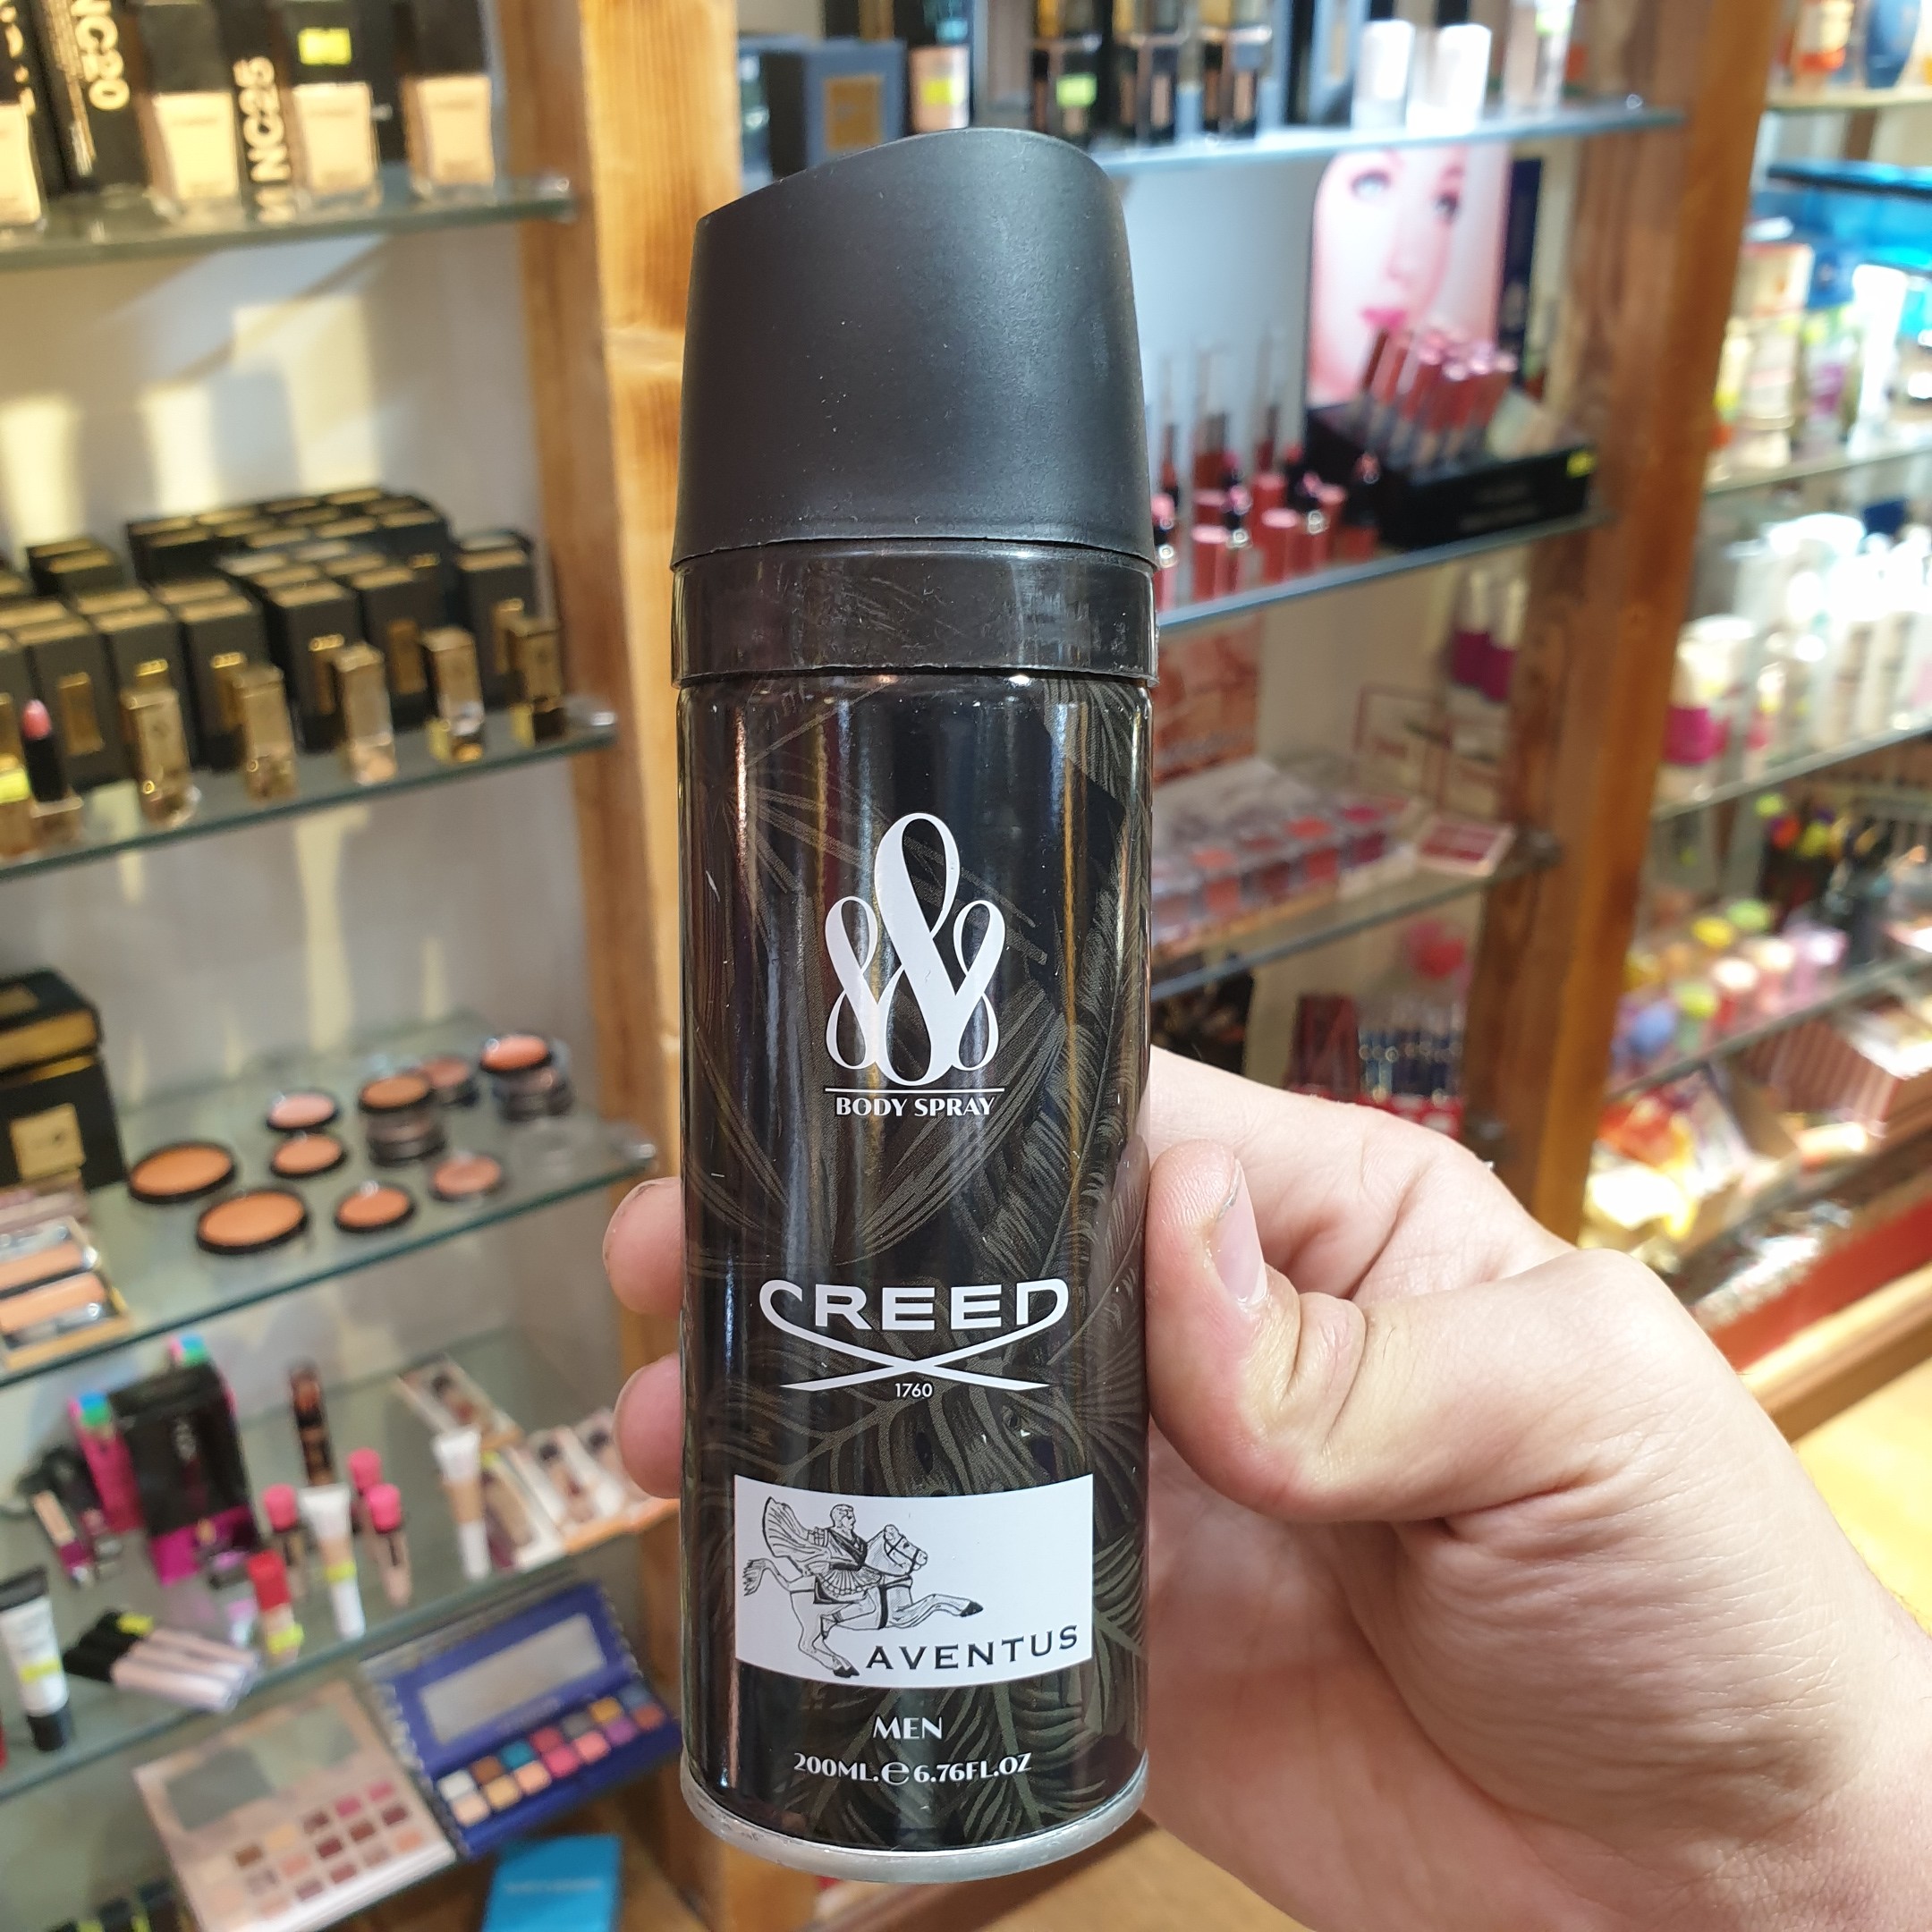 NC20
NC25
BODY SPRAY
CREED
1760
AVENTUS
MEN
200ML.e 6.76FL.OZ